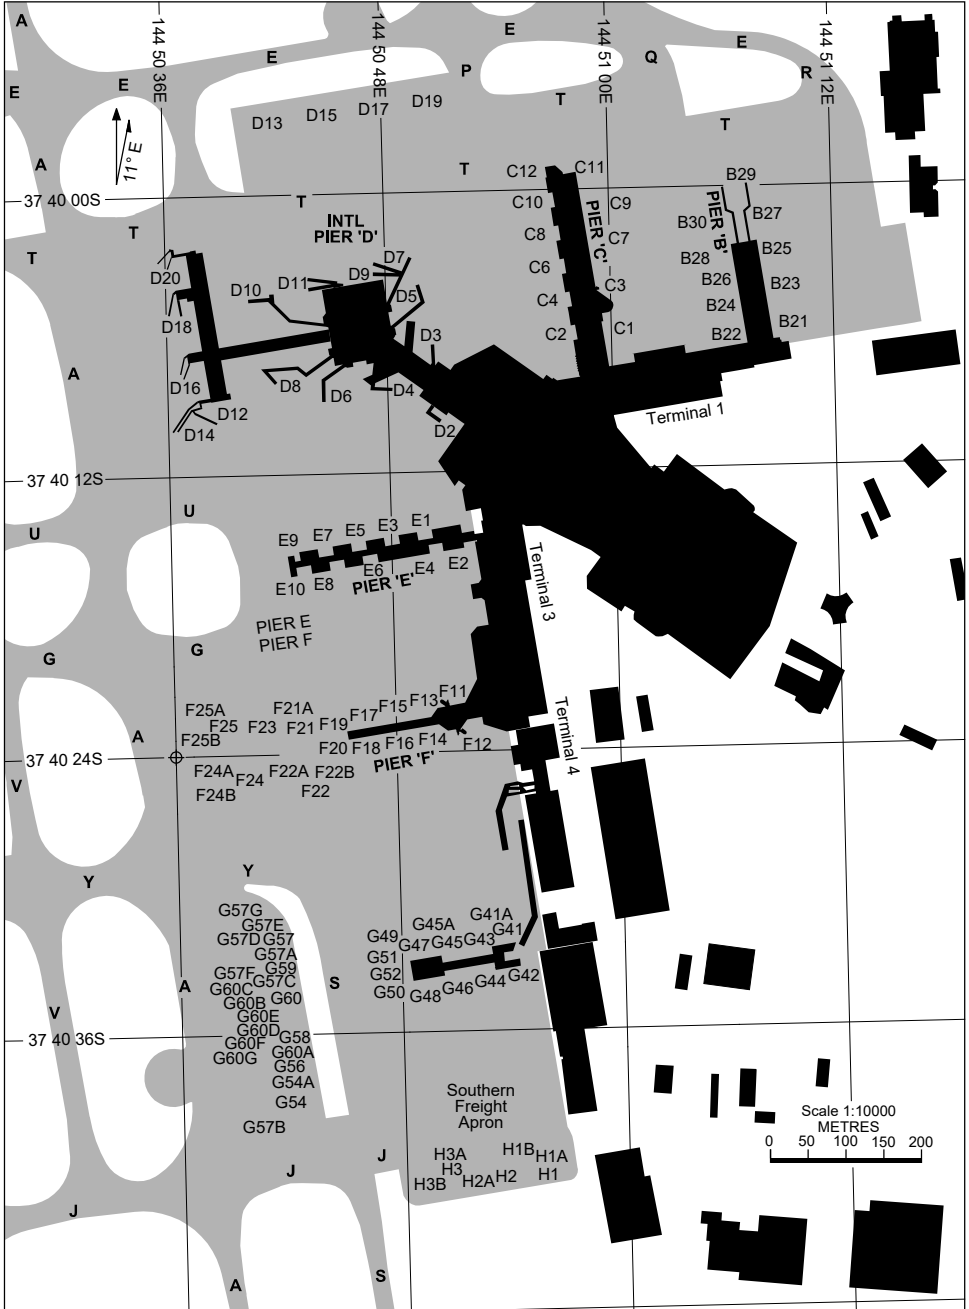 A
144 50 36E
144 50 48E
E
144 51 00E
E
144 51 12E
E
P
Q
R
E
E
D13
D15
D17
D19
T
T
11° E
A
T
C12
C11
B29
37 40 00S
T
C10
C9
B30
PIER 'B'
B27
INTL
PIER 'D'
PIER 'C'
T
T
C8
C7
B28
B25
D20
D11
D9
D7
C6
C3
B26
B23
D10
D5
C4
B24
D18
D3
C2
C1
B22
B21
A
D16
D8
D6
D4
D12
Terminal 1
D14
D2
37 40 12S
U
U
E9
E7
E5
E3
E1
E10
E8
E6
E4
E2
PIER 'E'
Terminal 3
PIER E
PIER F
G
G
F25A
F25
F25B
F23
F21A
F21
F19
F17
F15
F13
F11
A
F20
F18
F16
F14
F12
PIER 'F'
Terminal 4
37 40 24S
V
F24A
F24
F24B
F22A
F22B
F22
Y
Y
G57G
G57E
G57D
G57
G57A
G57F
G59
G57C
G60C
G60B
G60
G60E
G60D
G60F
G58
G60G
G60A
G56
G54A
G54
G57B
G49
G45A
G41A
G41
G47
G45
G43
G51
G52
G50
G48
G46
G44
G42
A
S
V
37 40 36S
Southern
Freight
Apron
Scale 1:10000
METRES
0 50 100 150 200
J
J
H3A
H3
H3B
H2A
H2
H1B
H1A
H1
J
A
S